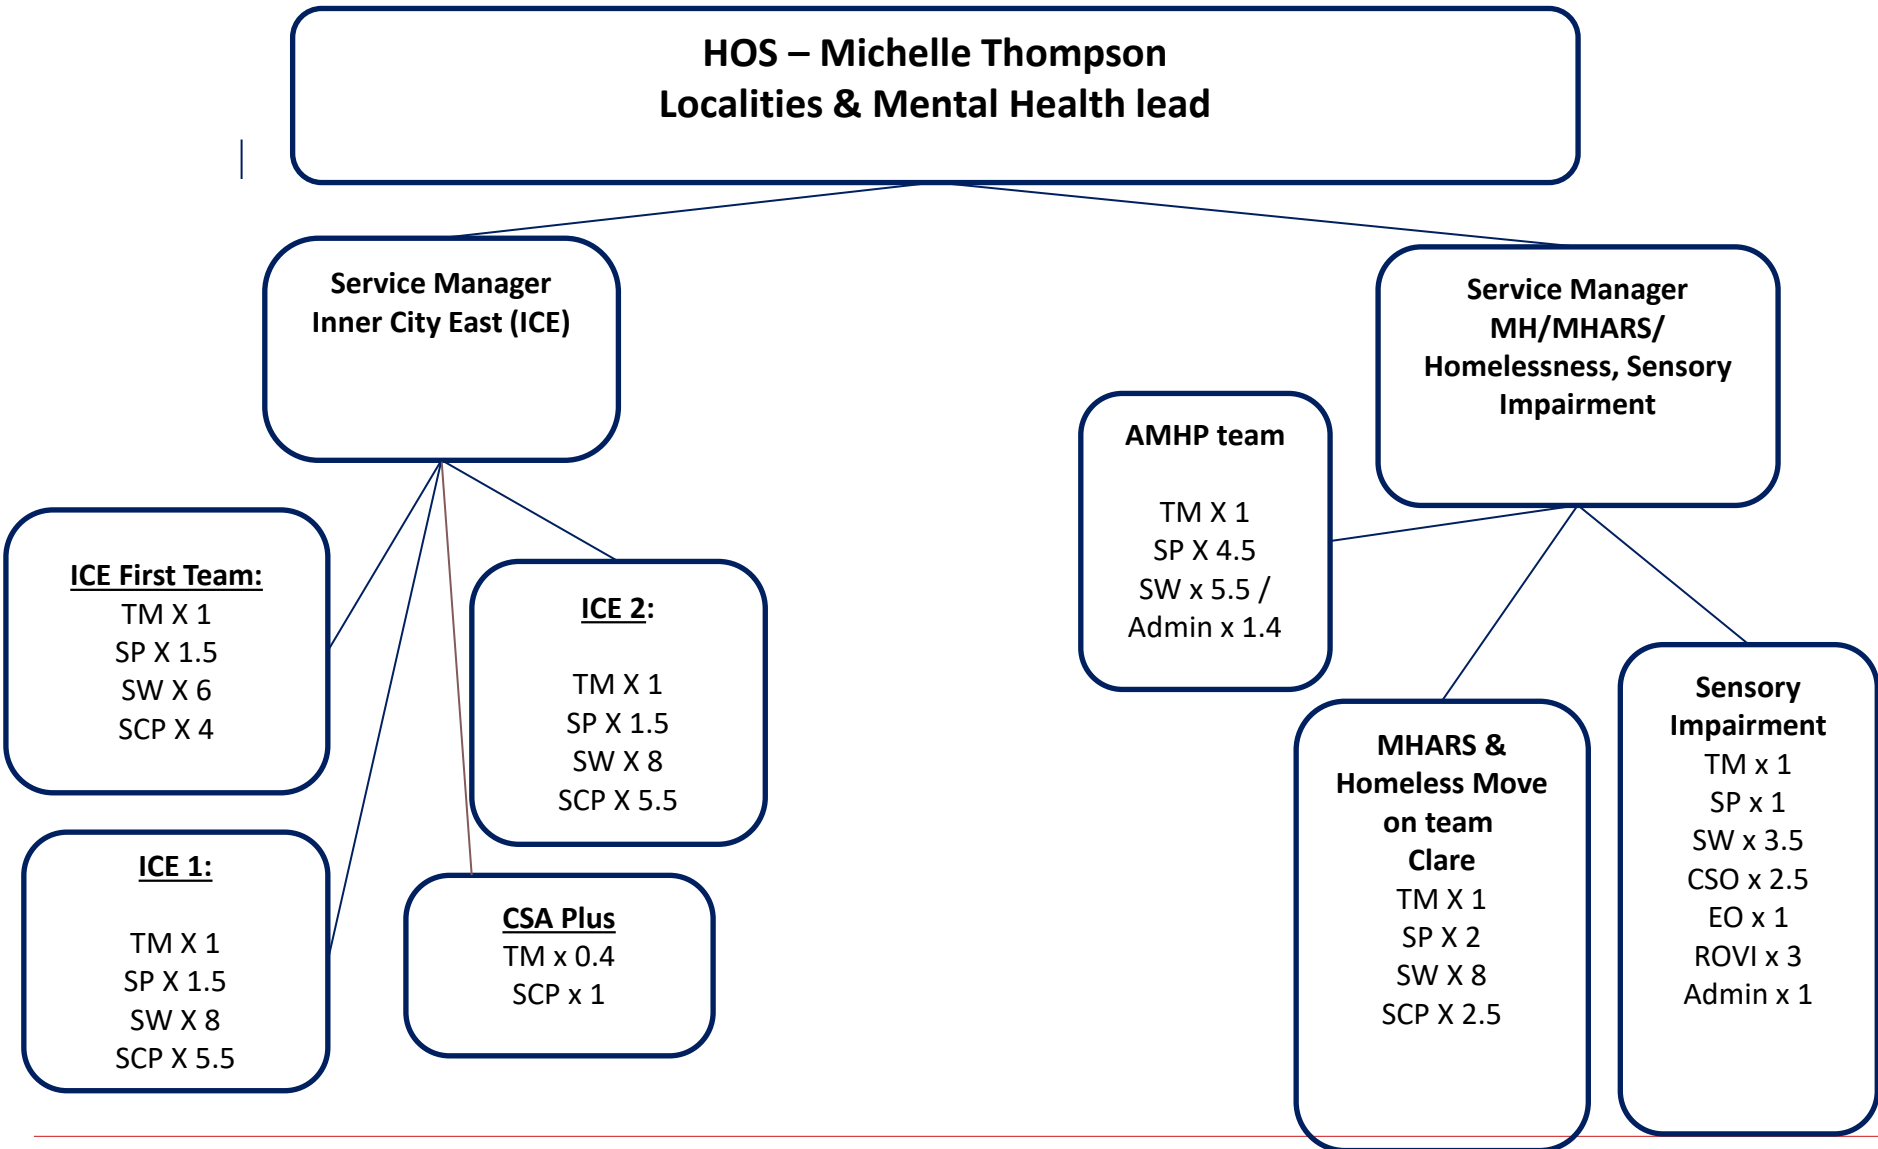 HOS – Michelle Thompson
Localities & Mental Health lead
Service Manager
Inner City East (ICE)
Service Manager
MH/MHARS/
Homelessness, Sensory
Impairment
AMHP team
TM X 1
SP X 4.5
SW x 5.5 /
Admin x 1.4
ICE First Team:
TM X 1
SP X 1.5
SW X 6
SCP X 4
ICE 2:
TM X 1
SP X 1.5
SW X 8
SCP X 5.5
ICE 1:
TM X 1
SP X 1.5
SW X 8
SCP X 5.5
CSA Plus
TM x 0.4
SCP x 1
MHARS &
Homeless Move
on team
Clare
TM X 1
SP X 2
SW X 8
SCP X 2.5
Sensory
Impairment
TM x 1
SP x 1
SW x 3.5
CSO x 2.5
EO x 1
ROVI x 3
Admin x 1